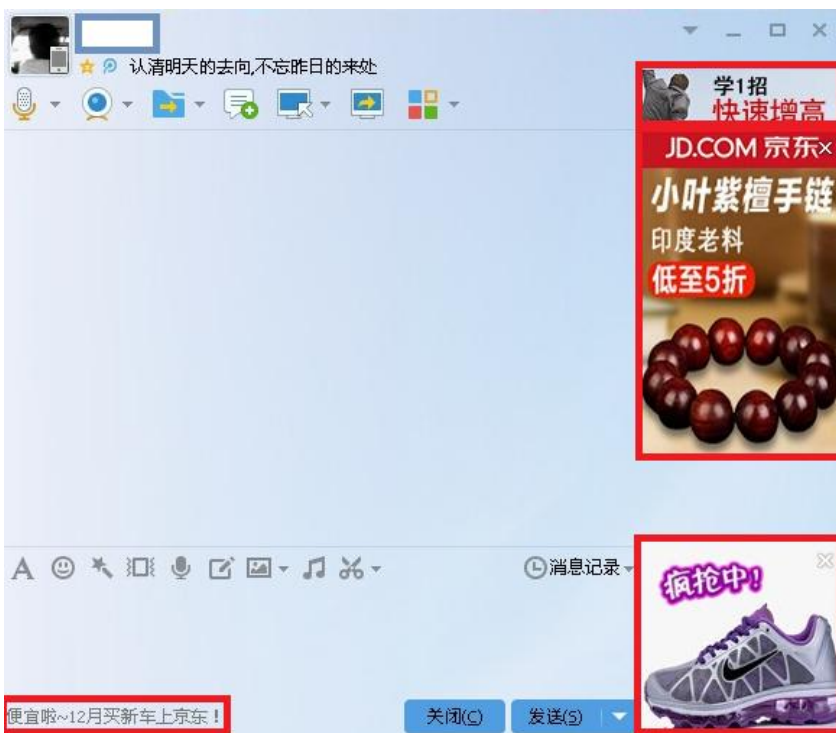 认清明天的去向,不忘昨日的来处
学1招
快速增高
JD.COM 京东×
小叶紫檀手链
印度老料
低至5折
消息记录
疯抢中!
便宜啦~12月买新车上京东!
关闭(C)
发送(S)